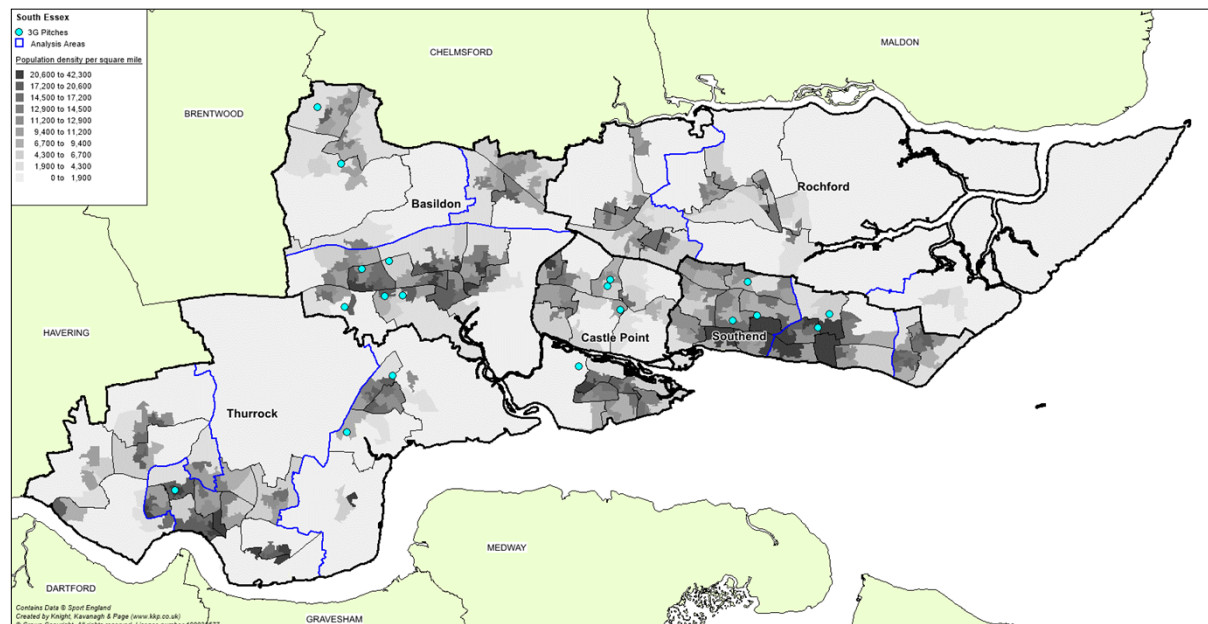 South Essex
3G Pitches
Analysis Areas
Population density per square mile
20,600 to 42,300
17,200 to 20,600
14,500 to 17,200
12,900 to 14,500
11,200 to 12,900
9,400 to 11,200
6,700 to 9,400
4,300 to 6,700
1,900 to 4,300
0 to 1,900
CHELMSFORD
MALDON
BRENTWOOD
Rochford
Basildon
HAVERING
Castle Point
Southend
Thurrock
MEDWAY
DARTFORD
GRAVESHAM
Contains Data © Sport England
Created by Knight, Kavanagh & Page (www.kkp.co.uk)